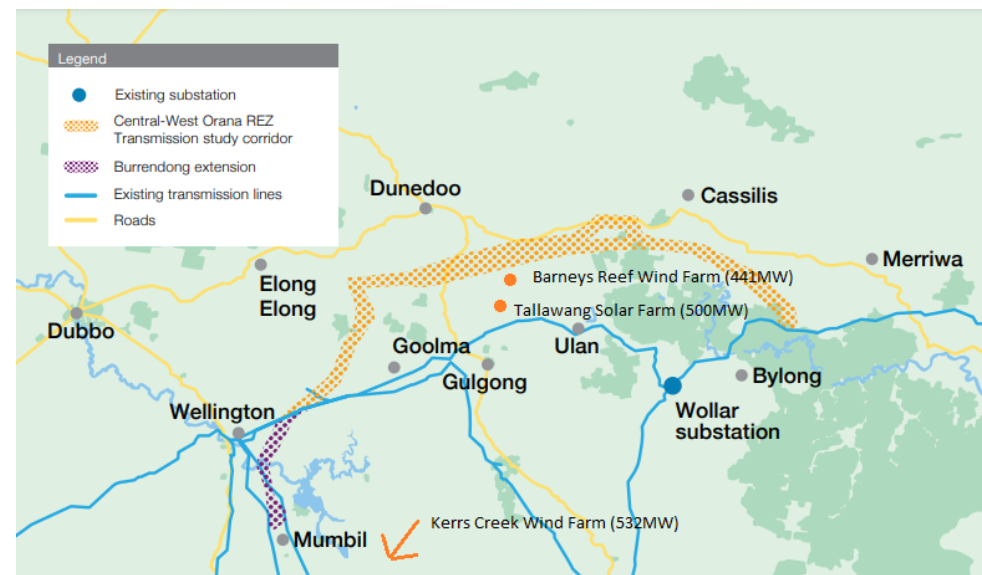 Legend
Existing substation
Central-West Orana REZ
Transmission study corridor
Burrendong extension
Existing transmission lines
Roads
Dunedoo
Cassilis
Merriwa
Elong
Elong
Barneys Reef Wind Farm (441MW)
Tallawang Solar Farm (500MW)
Dubbo
Goolma
Ulan
Gulgong
Bylong
Wellington
Wollar
substation
Kerrs Creek Wind Farm (532MW)
Mumbil